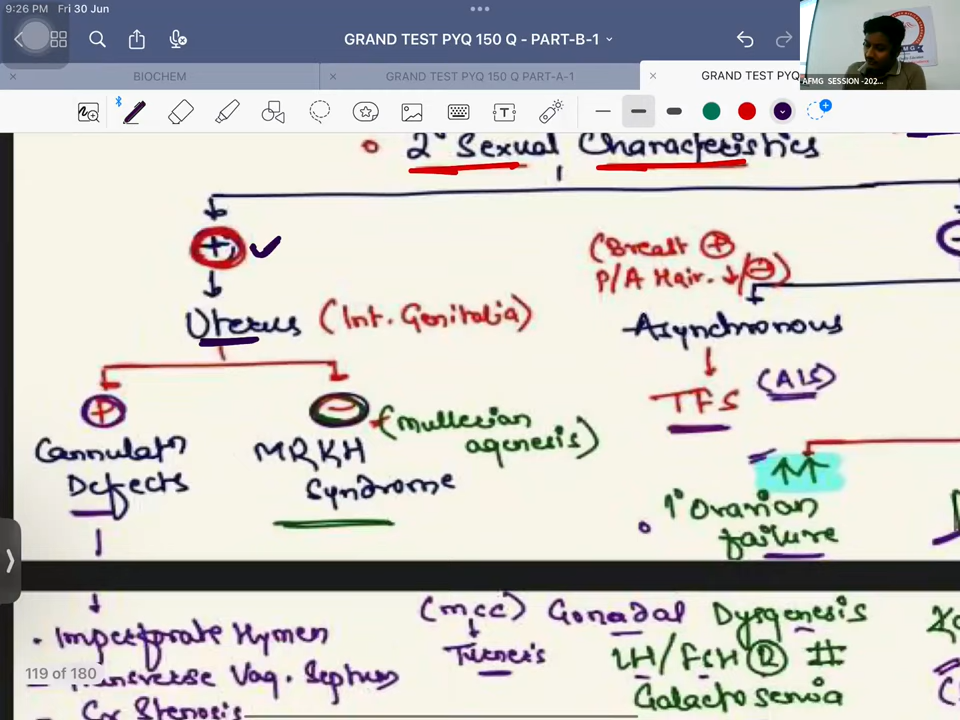 9:26 PM Fri 30 Jun
GRAND TEST PYQ 150 Q - PART-B-1
AFMG SESSION -202...
BIOCHEM
GRAND TEST PYQ 150 Q PART-A-1
GRAND TEST PYQ
2° Sexual Characteristics
+
Uterus (Int. Genitalia)
+
-
Cannulatn
Defects
MRKH
Syndrome
(mullerian
agenesis)
(Breast +
P/A Hair. ↓/-)
Asynchronous
TFS (AIS)
↑↑
1° Ovarian
failure
• Imperforate Hymen
Transverse Vag. Septum
Cx Stenosis
(mcc) Gonadal Dysgenesis
Turner's
LH/FSH R #
Galactosemia
119 of 180